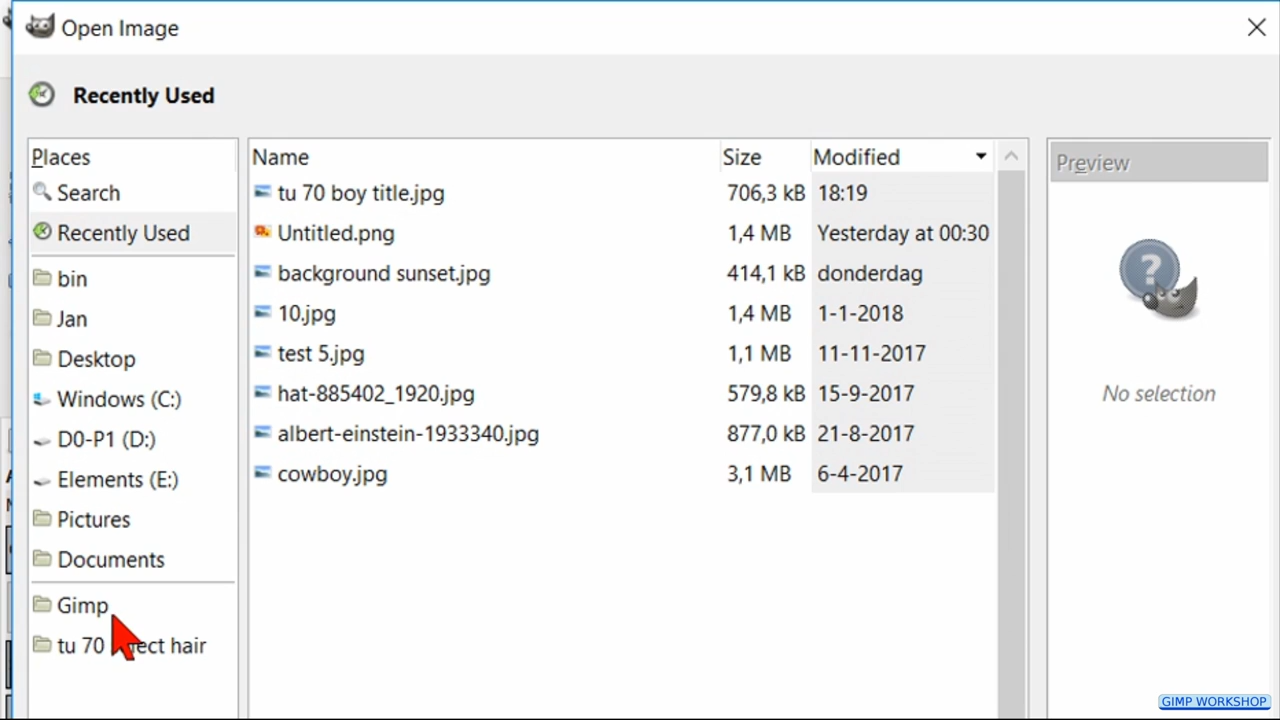 Open Image
Recently Used
Places
Search
Recently Used
bin
Jan
Desktop
Windows (C:)
D0-P1 (D:)
Elements (E:)
Pictures
Documents
Gimp
tu 70 hair
Name Size Modified
tu 70 boy title.jpg 706,3 kB 18:19
Untitled.png 1,4 MB Yesterday at 00:30
background sunset.jpg 414,1 kB donderdag
10.jpg 1,4 MB 1-1-2018
test 5.jpg 1,1 MB 11-11-2017
hat-885402_1920.jpg 579,8 kB 15-9-2017
albert-einstein-1933340.jpg 877,0 kB 21-8-2017
cowboy.jpg 3,1 MB 6-4-2017
Preview
No selection
GIMP WORKSHOP